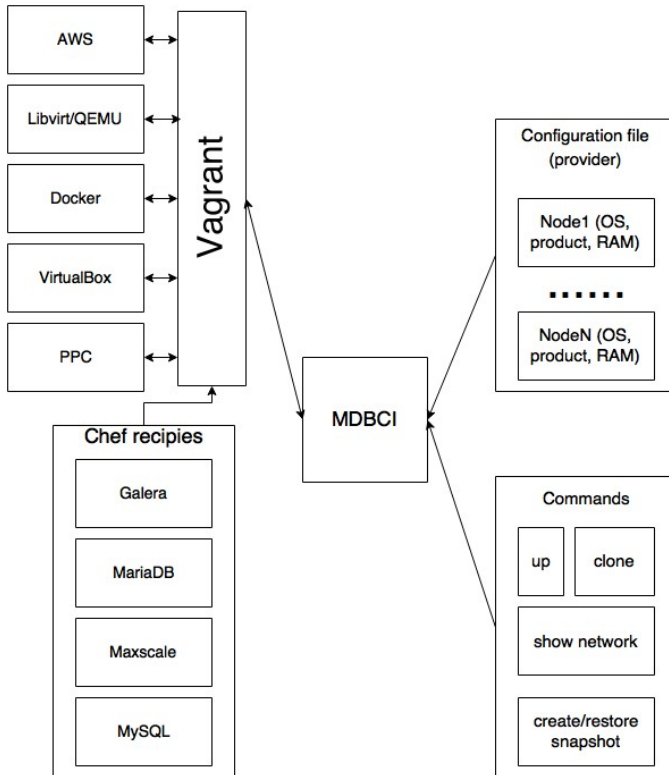 AWS
Libvirt/QEMU
Docker
VirtualBox
PPC
Vagrant
Chef recipies
Galera
MariaDB
Maxscale
MySQL
MDBCI
Configuration file
(provider)
Node1 (OS,
product, RAM)
......
NodeN (OS,
product, RAM)
Commands
up
clone
show network
create/restore
snapshot